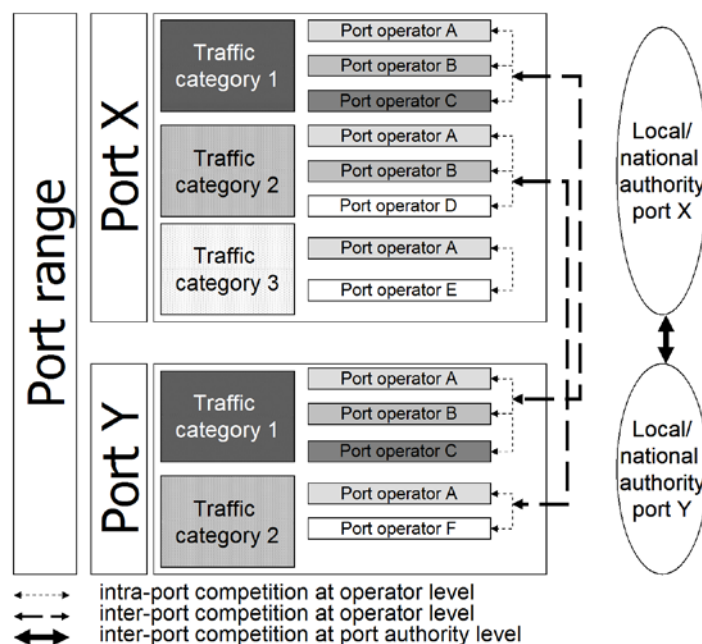 Port range
Port X
Traffic
category 1
Port operator A
Port operator B
Port operator C
Traffic
category 2
Port operator A
Port operator B
Port operator D
Traffic
category 3
Port operator A
Port operator E
Local/
national
authority
port X
Port Y
Traffic
category 1
Port operator A
Port operator B
Port operator C
Traffic
category 2
Port operator A
Port operator F
Local/
national
authority
port Y
intra-port competition at operator level
inter-port competition at operator level
inter-port competition at port authority level